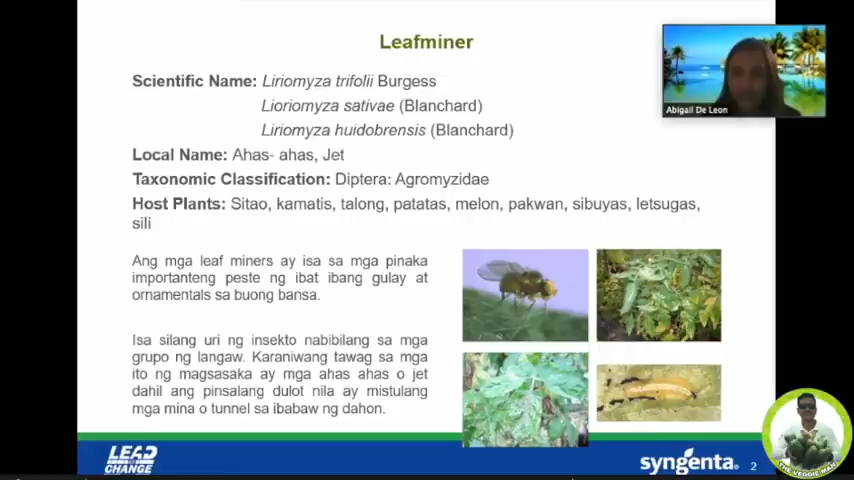 Leafminer
Scientific Name: Liriomyza trifolii Burgess
Lioriomyza sativae (Blanchard)
Liriomyza huidobrensis (Blanchard)
Local Name: Ahas- ahas, Jet
Taxonomic Classification: Diptera: Agromyzidae
Host Plants: Sitao, kamatis, talong, patatas, melon, pakwan, sibuyas, letsugas,
sili
Ang mga leaf miners ay isa sa mga pinaka
importanteng peste ng ibat ibang gulay at
ornamentals sa buong bansa.
Isa silang uri ng insekto nabibilang sa mga
grupo ng langaw. Karaniwang tawag sa mga
ito ng magsasaka ay mga ahas ahas o jet
dahil ang pinsalang dulot nila ay mistulang
mga mina o tunnel sa ibabaw ng dahon.
Abigail De Leon
LEAD
CHANGE
syngenta
2
THE VEGGIE MAN